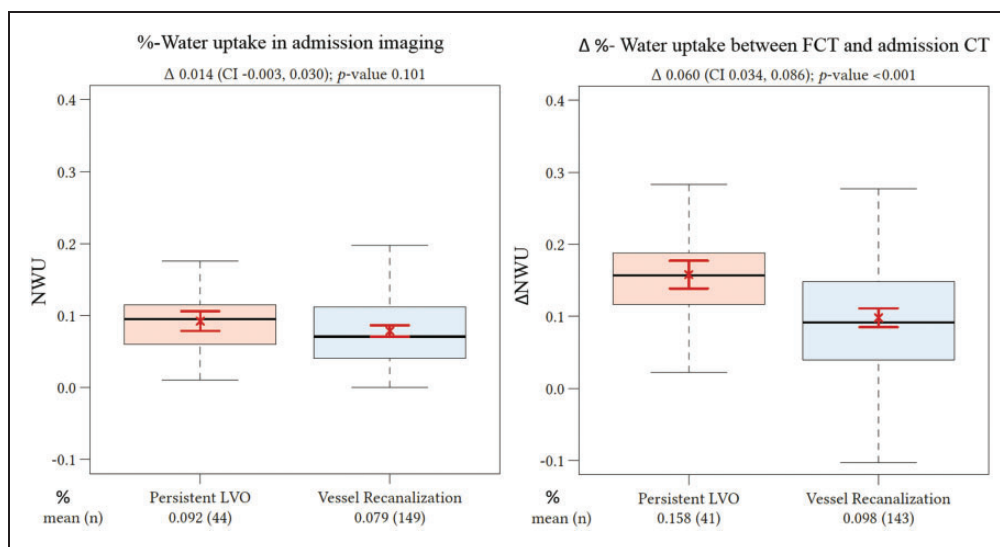 %-Water uptake in admission imaging
Δ 0.014 (CI -0.003, 0.030); p-value 0.101
NWU
0.4
0.3
0.2
0.1
0.0
-0.1
% Persistent LVO Vessel Recanalization
mean (n) 0.092 (44) 0.079 (149)
Δ %- Water uptake between FCT and admission CT
Δ 0.060 (CI 0.034, 0.086); p-value <0.001
ΔNWU
0.4
0.3
0.2
0.1
0.0
-0.1
% Persistent LVO Vessel Recanalization
mean (n) 0.158 (41) 0.098 (143)